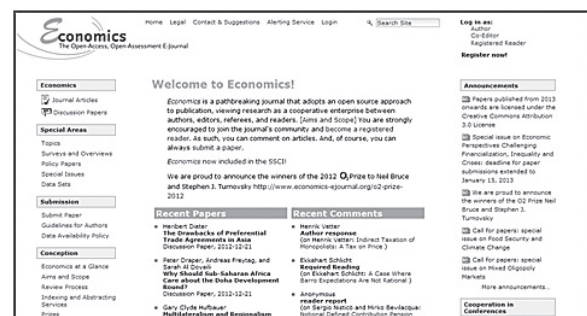 Home Legal Contact & Suggestions Alerting Service Login
Search Site
Log in as:
Author
Co-Editor
Registered Reader
Register now!
Economics
The Open-Access, Open-Assessment E-Journal
Economics
Journal Articles
Discussion Papers
Special Areas
Topics
Surveys and Overviews
Policy Papers
Special Issues
Data Sets
Submission
Submit Paper
Guidelines for Authors
Data Availability Policy
Conception
Economics at a Glance
Aims and Scope
Review Process
Indexing and Abstracting
Services
Prizes
Welcome to Economics!
Economics is a pathbreaking journal that adopts an open source approach
to publication, viewing research as a cooperative enterprise between
authors, editors, referees, and readers. [Aims and Scope] You are strongly
encouraged to join the journal's community and become a registered
reader. As such, you can comment on articles. And, of course, you can
always submit a paper.
Economics now included in the SSCI!
We are proud to announce the winners of the 2012 O2Prize to Neil Bruce
and Stephen J. Turnovsky http://www.economics-ejournal.org/o2-prize-
2012
Recent Papers
Heribert Dieter
The Drawbacks of Preferential
Trade Agreements in Asia
Discussion Paper, 2012-12-21
Peter Draper, Andreas Freytag, and
Sarah Al Doyaili
Why Should Sub-Saharan Africa
Care about the Doha Development
Round?
Discussion Paper, 2012-12-21
Gary Clyde Hufbauer
Multilateralism and Regionalism
Recent Comments
Henrik Vetter
Author response
(on Henrik Vetter: Indirect Taxation of
Monopolists: A Tax on Price )
Ekkehart Schlicht
Required Reading
(on Ekkehart Schlicht: A Case Where
Barro Expectations Are Not Rational )
Anonymous
reader report
(on Sergio Nisticò and Mirko Bevilacqua:
Notional Defined Contribution Pension
Announcements
Papers published from 2013
onwards are licensed under the
Creative Commons Attribution
3.0 License
Special issue on Economic
Perspectives Challenging
Financialization, Inequality and
Crises: deadline for paper
submissions extended to
January 15, 2013
We are proud to announce
the winners of the O2 Prize Neil
Bruce and Stephen J.
Turnovsky
Call for papers: special
issue on Food Security and
Climate Change
Call for papers: special
issue on Mixed Oligopoly
Markets
More announcements..
Cooperation in
Conferences